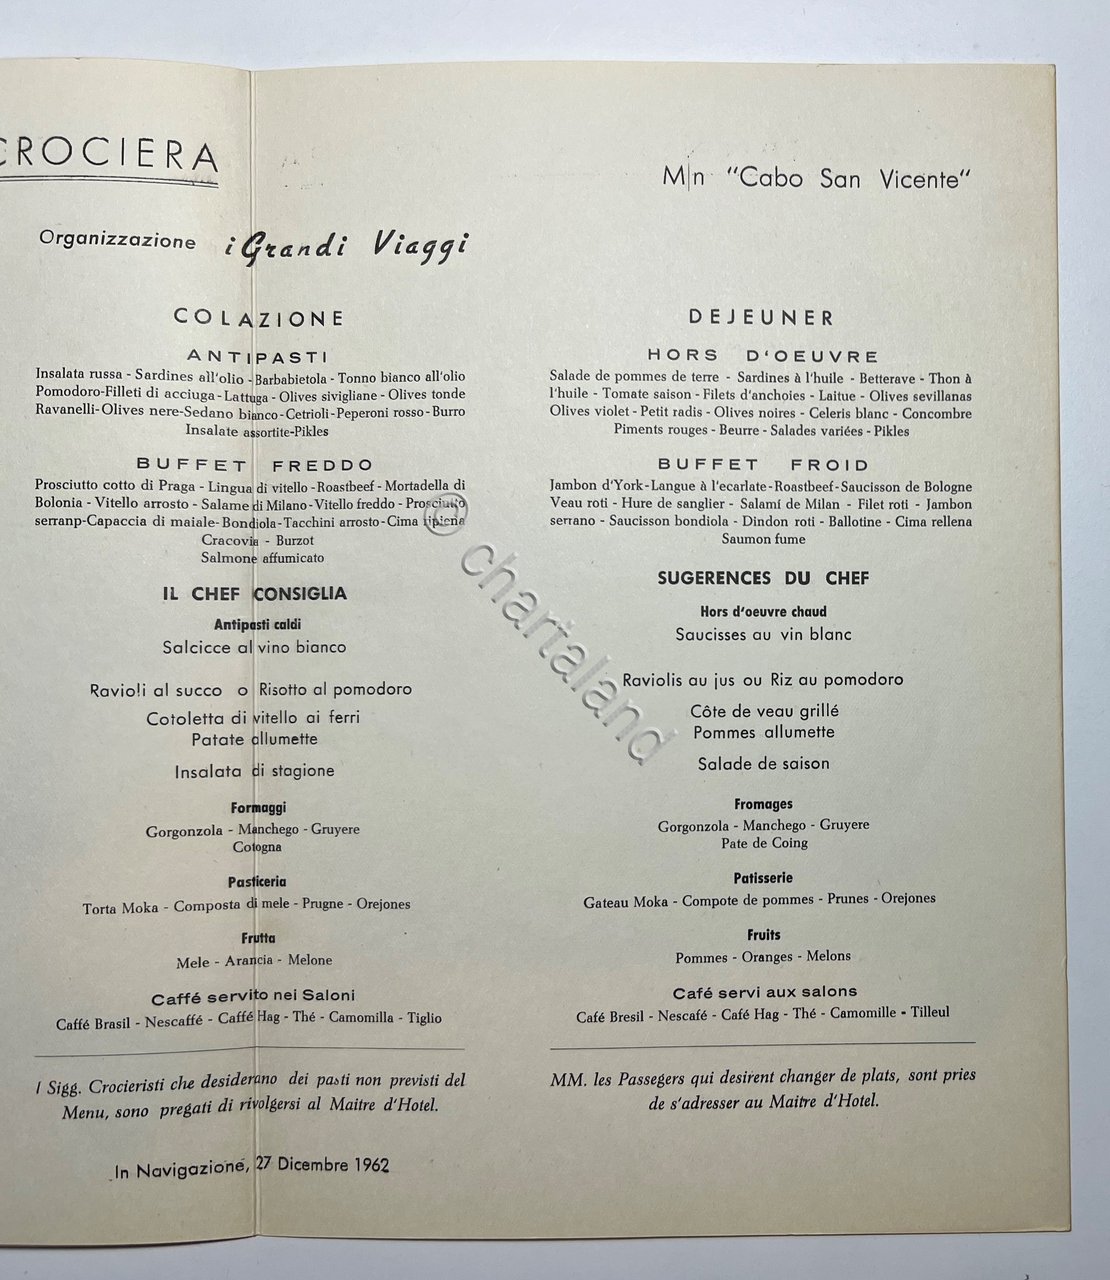 CROCIERA
M/n "Cabo San Vicente"
Organizzazione i Grandi Viaggi
COLAZIONE
ANTIPASTI
Insalata russa - Sardines all'olio - Barbabietola - Tonno bianco all'olio
Pomodoro-Filleti di acciuga - Lattuga - Olives sivigliane - Olives tonde
Ravanelli-Olives nere-Sedano bianco-Cetrioli-Peperoni rosso-Burro
Insalate assortite-Pikles
BUFFET FREDDO
Prosciutto cotto di Praga - Lingua di vitello -Roastbeef - Mortadella di
Bolonia - Vitello arrosto - Salame di Milano-Vitello freddo - Prosciutto
serranp-Capaccia di maiale-Bondiola-Tacchini arrosto-Cima ripiena
Cracovia - Burzot
Salmone affumicato
IL CHEF CONSIGLIA
Antipasti caldi
Salcicce al vino bianco
Ravioli al succo o Risotto al pomodoro
Cotoletta di vitello ai ferri
Patate allumette
Insalata di stagione
Formaggi
Gorgonzola - Manchego - Gruyere
Cotogna
Pasticeria
Torta Moka - Composta di mele - Prugne - Orejones
Frutta
Mele - Arancia - Melone
Caffé servito nei Saloni
Caffé Brasil - Nescaffé - Caffé Hag - Thé - Camomilla - Tiglio
I Sigg. Crocieristi che desiderano dei pasti non previsti del
Menu, sono pregati di rivolgersi al Maitre d'Hotel.
In Navigazione, 27 Dicembre 1962
DEJEUNER
HORS D'OEUVRE
Salade de pommes de terre - Sardines à l'huile - Betterave - Thon à
l'huile - Tomate saison - Filets d'anchoies - Laitue - Olives sevillanas
Olives violet - Petit radis - Olives noires - Celeris blanc - Concombre
Piments rouges - Beurre - Salades variées - Pikles
BUFFET FROID
Jambon d'York-Langue à l'ecarlate-Roastbeef-Saucisson de Bologne
Veau roti - Hure de sanglier - Salamí de Milan - Filet roti - Jambon
serrano - Saucisson bondiola - Dindon roti - Ballotine - Cima rellena
Saumon fume
SUGERENCES DU CHEF
Hors d'oeuvre chaud
Saucisses au vin blanc
Raviolis au jus ou Riz au pomodoro
Côte de veau grillé
Pommes allumette
Salade de saison
Fromages
Gorgonzola - Manchego - Gruyere
Pate de Coing
Patisserie
Gateau Moka - Compote de pommes - Prunes - Orejones
Fruits
Pommes - Oranges - Melons
Café servi aux salons
Café Bresil - Nescafé - Café Hag - Thé - Camomille - Tilleul
MM. les Passegers qui desirent changer de plats, sont pries
de s'adresser au Maitre d'Hotel.
© chartaland